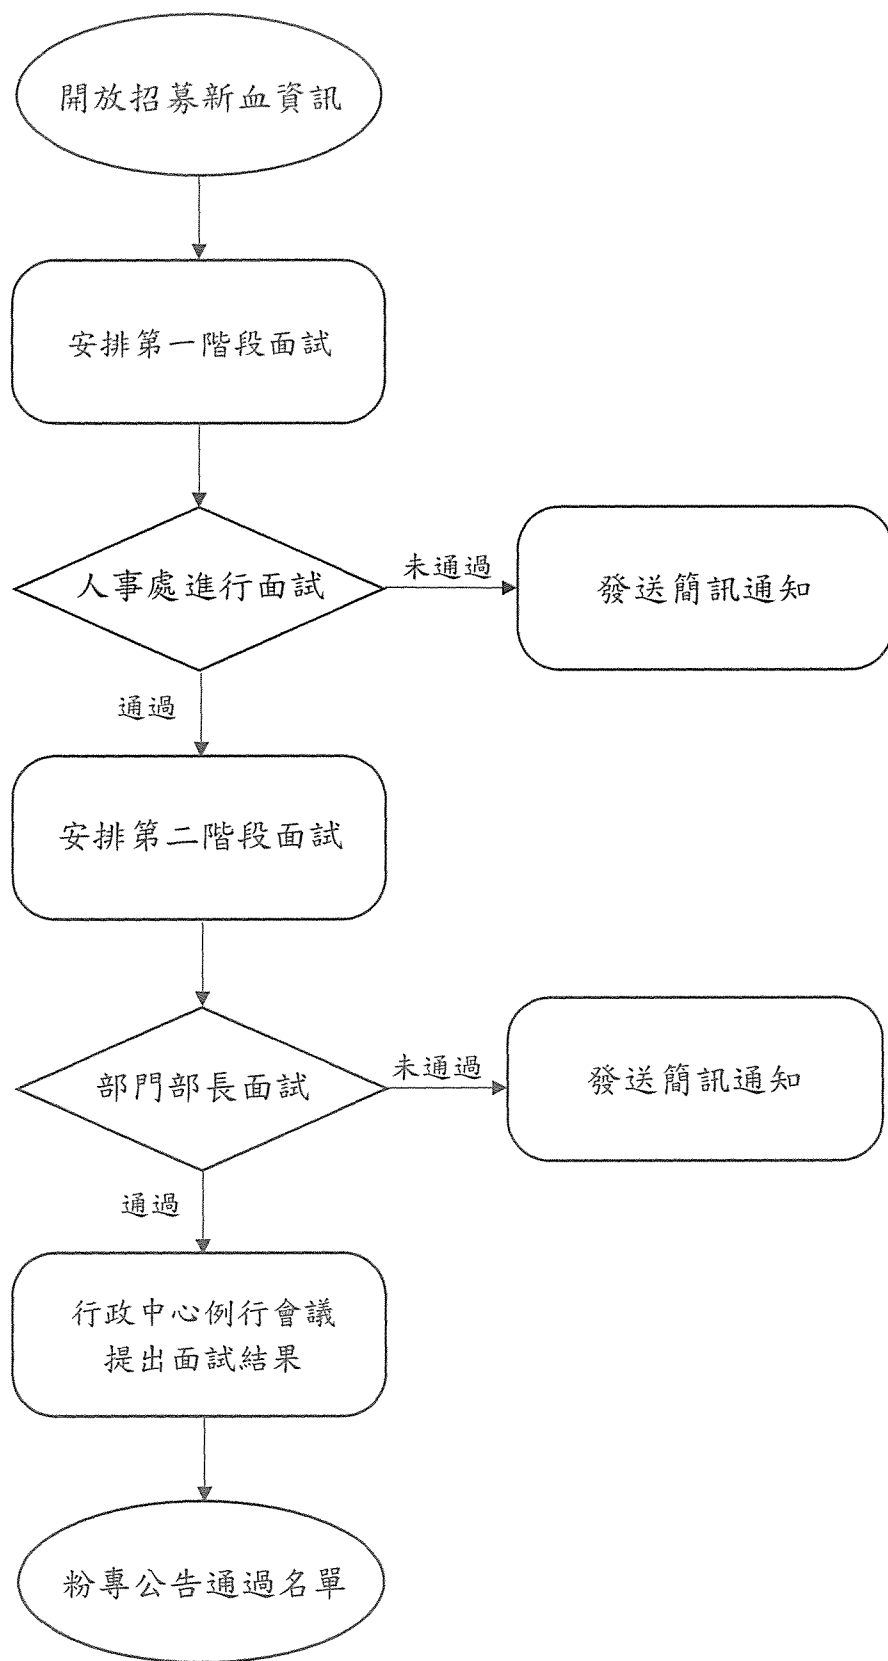 開放招募新血資訊
安排第一階段面試
人事處進行面試
未通過
發送簡訊通知
通過
安排第二階段面試
部門部長面試
未通過
發送簡訊通知
通過
行政中心例行會議
提出面試結果
粉專公告通過名單